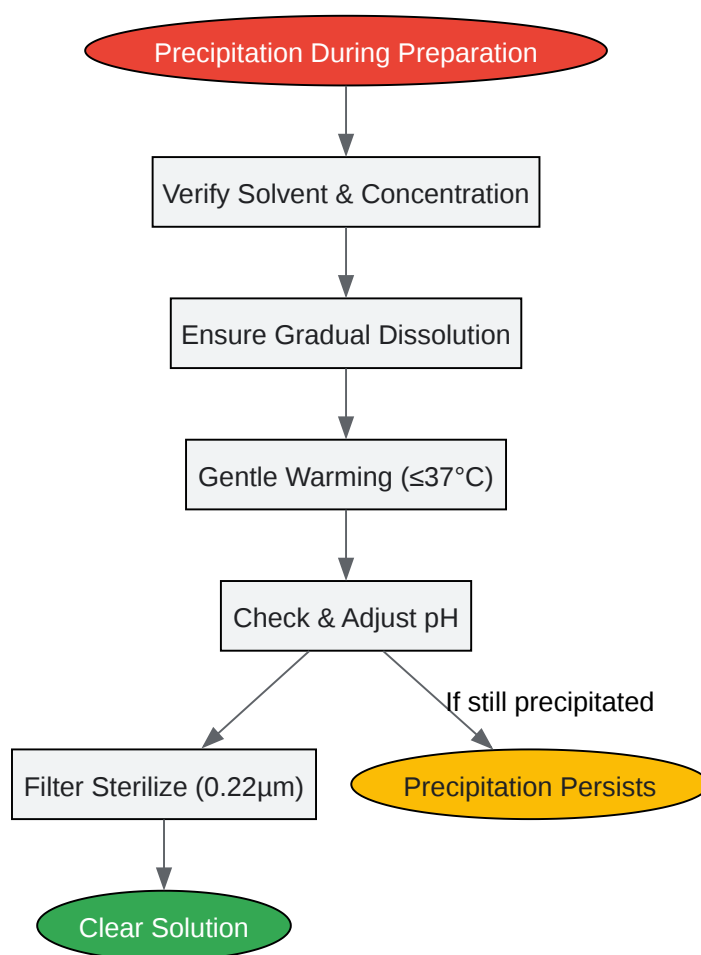 Precipitation During Preparation
Verify Solvent & Concentration
Ensure Gradual Dissolution
Gentle Warming (≤37°C)
Check & Adjust pH
If still precipitated
Filter Sterilize (0.22µm)
Precipitation Persists
Clear Solution